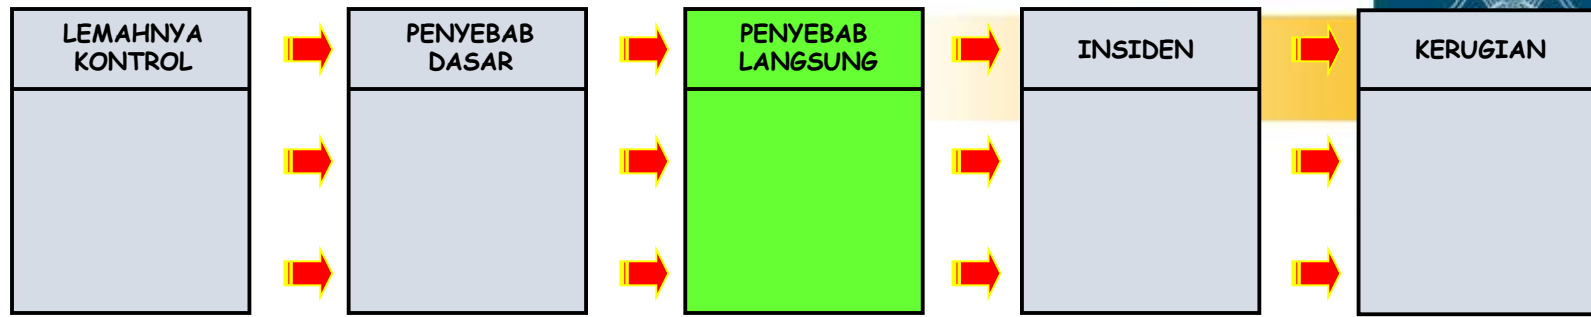 LEMAHNYA
KONTROL
PENYEBAB
DASAR
PENYEBAB
LANGSUNG
INSIDEN
KERUGIAN